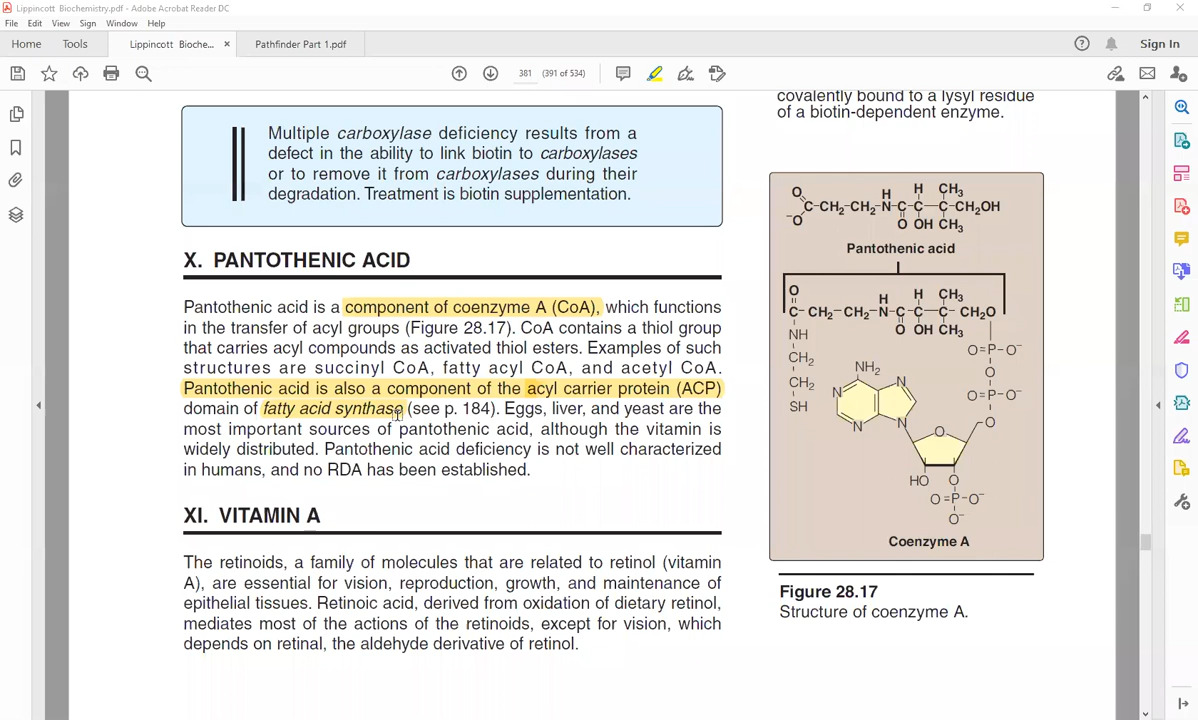 Lippincott Biochemistry.pdf - Adobe Acrobat Reader DC
File Edit View Sign Window Help
Home Tools Lippincott Bioche... × Pathfinder Part 1.pdf Sign In
381 (391 of 534)
Multiple carboxylase deficiency results from a
defect in the ability to link biotin to carboxylases
or to remove it from carboxylases during their
degradation. Treatment is biotin supplementation.
X. PANTOTHENIC ACID
Pantothenic acid is a component of coenzyme A (CoA), which functions
in the transfer of acyl groups (Figure 28.17). CoA contains a thiol group
that carries acyl compounds as activated thiol esters. Examples of such
structures are succinyl CoA, fatty acyl CoA, and acetyl CoA.
Pantothenic acid is also a component of the acyl carrier protein (ACP)
domain of fatty acid synthase (see p. 184). Eggs, liver, and yeast are the
most important sources of pantothenic acid, although the vitamin is
widely distributed. Pantothenic acid deficiency is not well characterized
in humans, and no RDA has been established.
XI. VITAMIN A
The retinoids, a family of molecules that are related to retinol (vitamin
A), are essential for vision, reproduction, growth, and maintenance of
epithelial tissues. Retinoic acid, derived from oxidation of dietary retinol,
mediates most of the actions of the retinoids, except for vision, which
depends on retinal, the aldehyde derivative of retinol.
covalently bound to a lysyl residue
of a biotin-dependent enzyme.
O H H CH₃
C-CH₂-CH₂-N-C-C-C-CH₂OH
⁻O O OH CH₃
Pantothenic acid
O H H CH₃
C-CH₂-CH₂-N-C-C-C-CH₂O
O OH CH₃
NH
O=P-O⁻
CH₂
NH₂ O
CH₂ N N O=P-O⁻
SH N N O
O
HO O
O=P-O⁻
O⁻
Coenzyme A
Figure 28.17
Structure of coenzyme A.